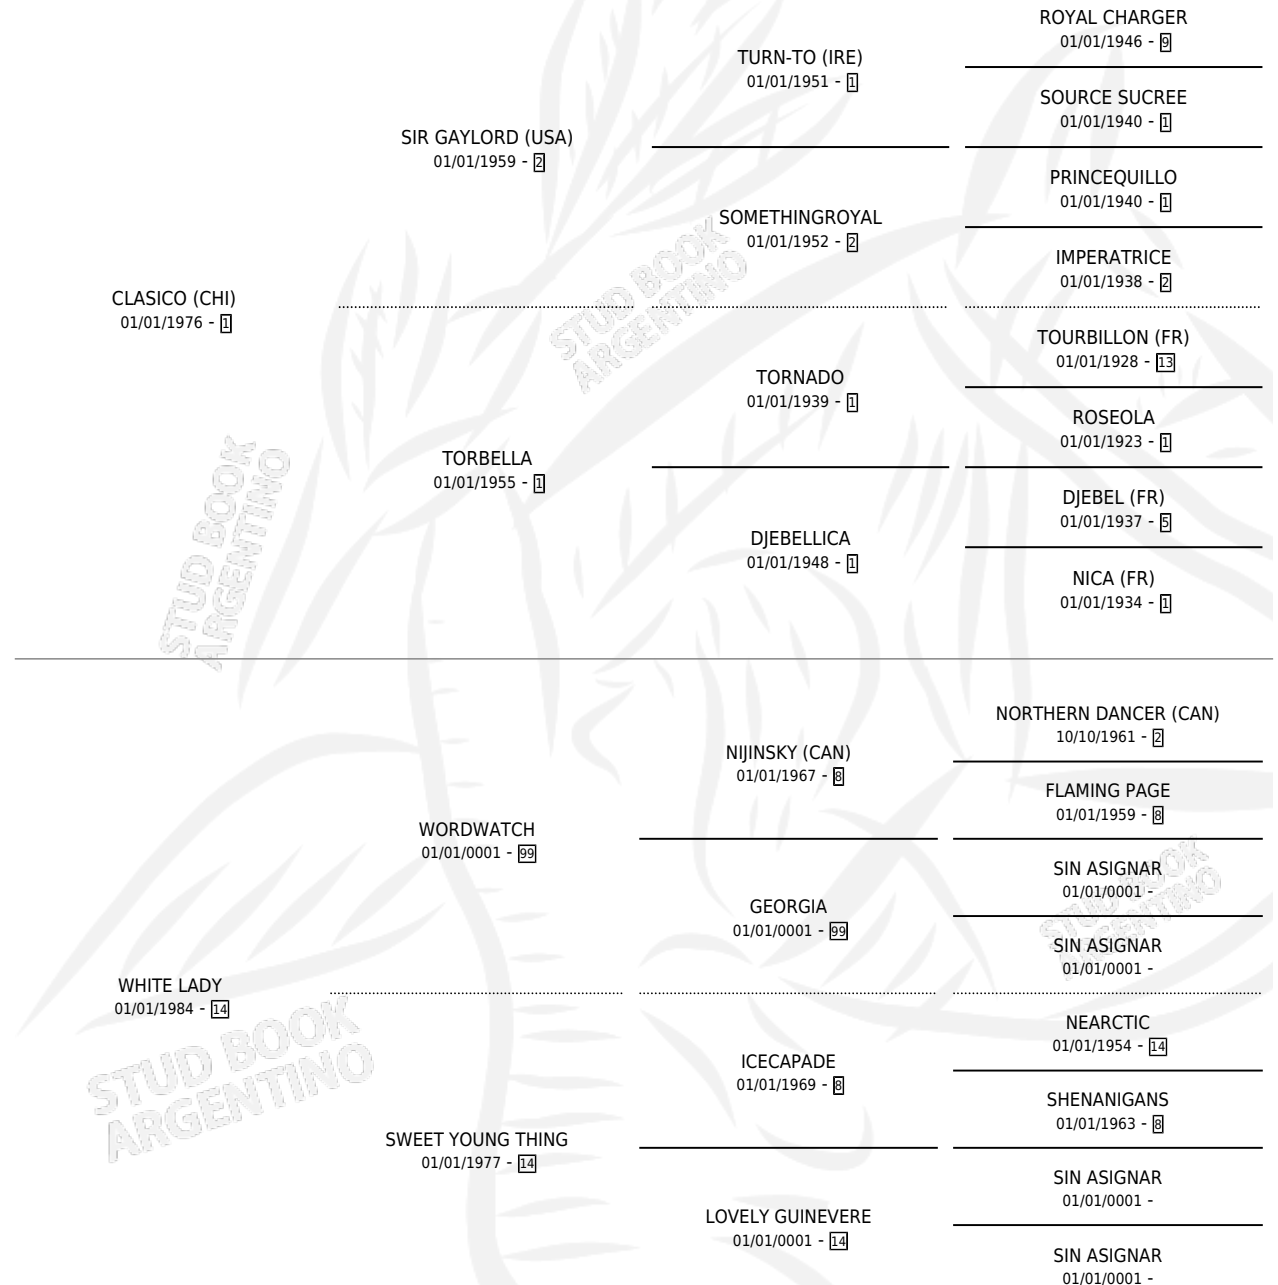 ROYAL CHARGER
01/01/1946 - 9
TURN-TO (IRE)
01/01/1951 - 1
SOURCE SUCREE
01/01/1940 - 1
SIR GAYLORD (USA)
01/01/1959 - 2
PRINCEQUILLO
01/01/1940 - 1
SOMETHINGROYAL
01/01/1952 - 2
IMPERATRICE
01/01/1938 - 2
CLASICO (CHI)
01/01/1976 - 1
STUD BOOK
ARGENTINO
TOURBILLON (FR)
01/01/1928 - 13
TORNADO
01/01/1939 - 1
ROSEOLA
01/01/1923 - 1
TORBELLA
01/01/1955 - 1
DJEBEL (FR)
01/01/1937 - 5
DJEBELLICA
01/01/1948 - 1
NICA (FR)
01/01/1934 - 1
STUD BOOK
ARGENTINO
NORTHERN DANCER (CAN)
10/10/1961 - 2
NIJINSKY (CAN)
01/01/1967 - 8
FLAMING PAGE
01/01/1959 - 8
WORDWATCH
01/01/0001 - 99
SIN ASIGNAR
01/01/0001 -
GEORGIA
01/01/0001 - 99
SIN ASIGNAR
01/01/0001 -
STUD BOOK
ARGENTINO
WHITE LADY
01/01/1984 - 14
NEARCTIC
01/01/1954 - 14
ICECAPADE
01/01/1969 - 8
SHENANIGANS
01/01/1963 - 8
STUD BOOK
ARGENTINO
SWEET YOUNG THING
01/01/1977 - 14
SIN ASIGNAR
01/01/0001 -
LOVELY GUINEVERE
01/01/0001 - 14
SIN ASIGNAR
01/01/0001 -